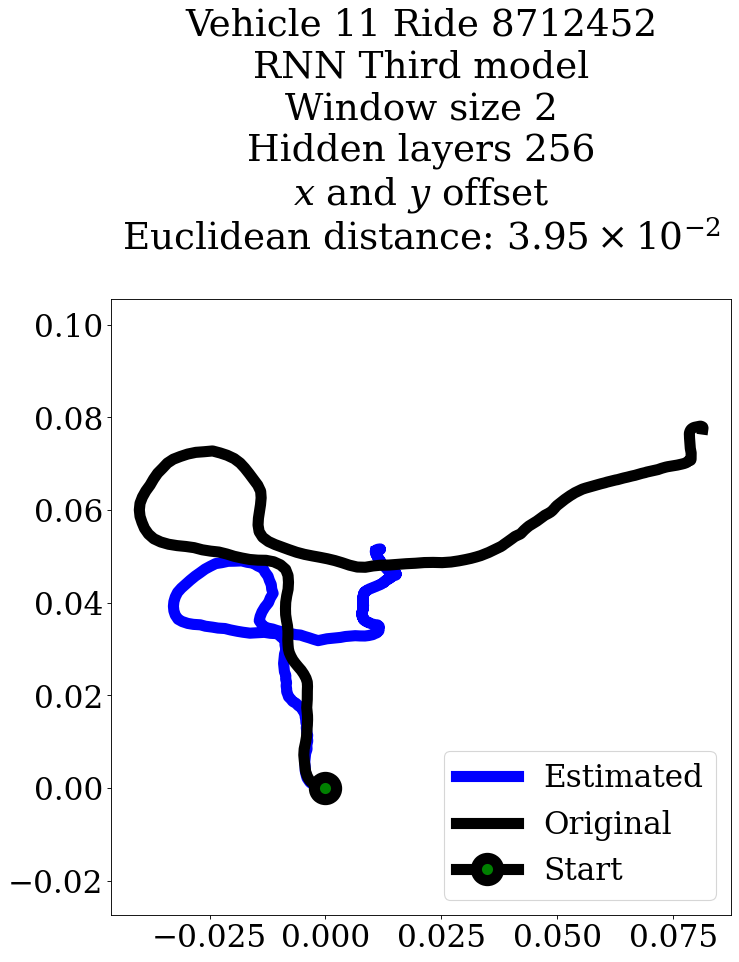 Vehicle 11 Ride 8712452
RNN Third model
Window size 2
Hidden layers 256
x and y offset
Euclidean distance: 3.95 × 10⁻²
0.10
0.08
0.06
0.04
0.02
0.00
−0.02
Estimated
Original
Start
−0.025 0.000 0.025 0.050 0.075